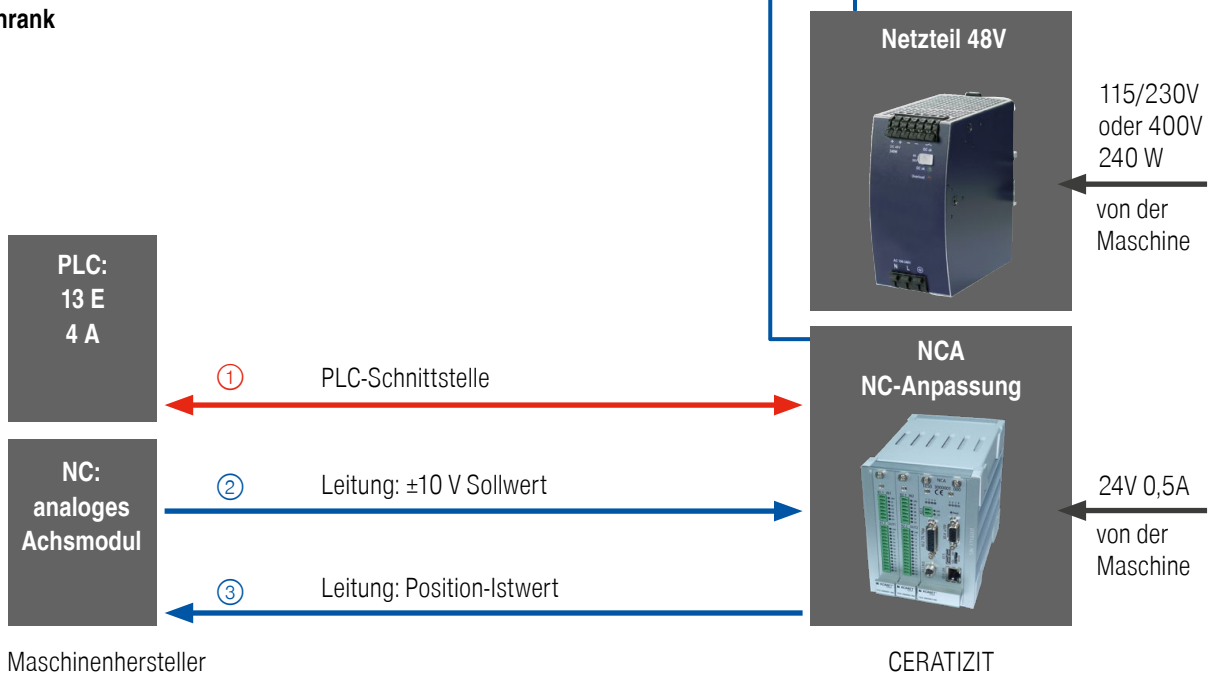 hrank
Netzteil 48V
115/230V
oder 400V
240 W
von der
Maschine
PLC:
13 E
4 A
① PLC-Schnittstelle
NCA
NC-Anpassung
NC:
analoges
Achsmodul
② Leitung: ±10 V Sollwert
③ Leitung: Position-Istwert
NCA
24V 0,5A
von der
Maschine
Maschinenhersteller
CERATIZIT